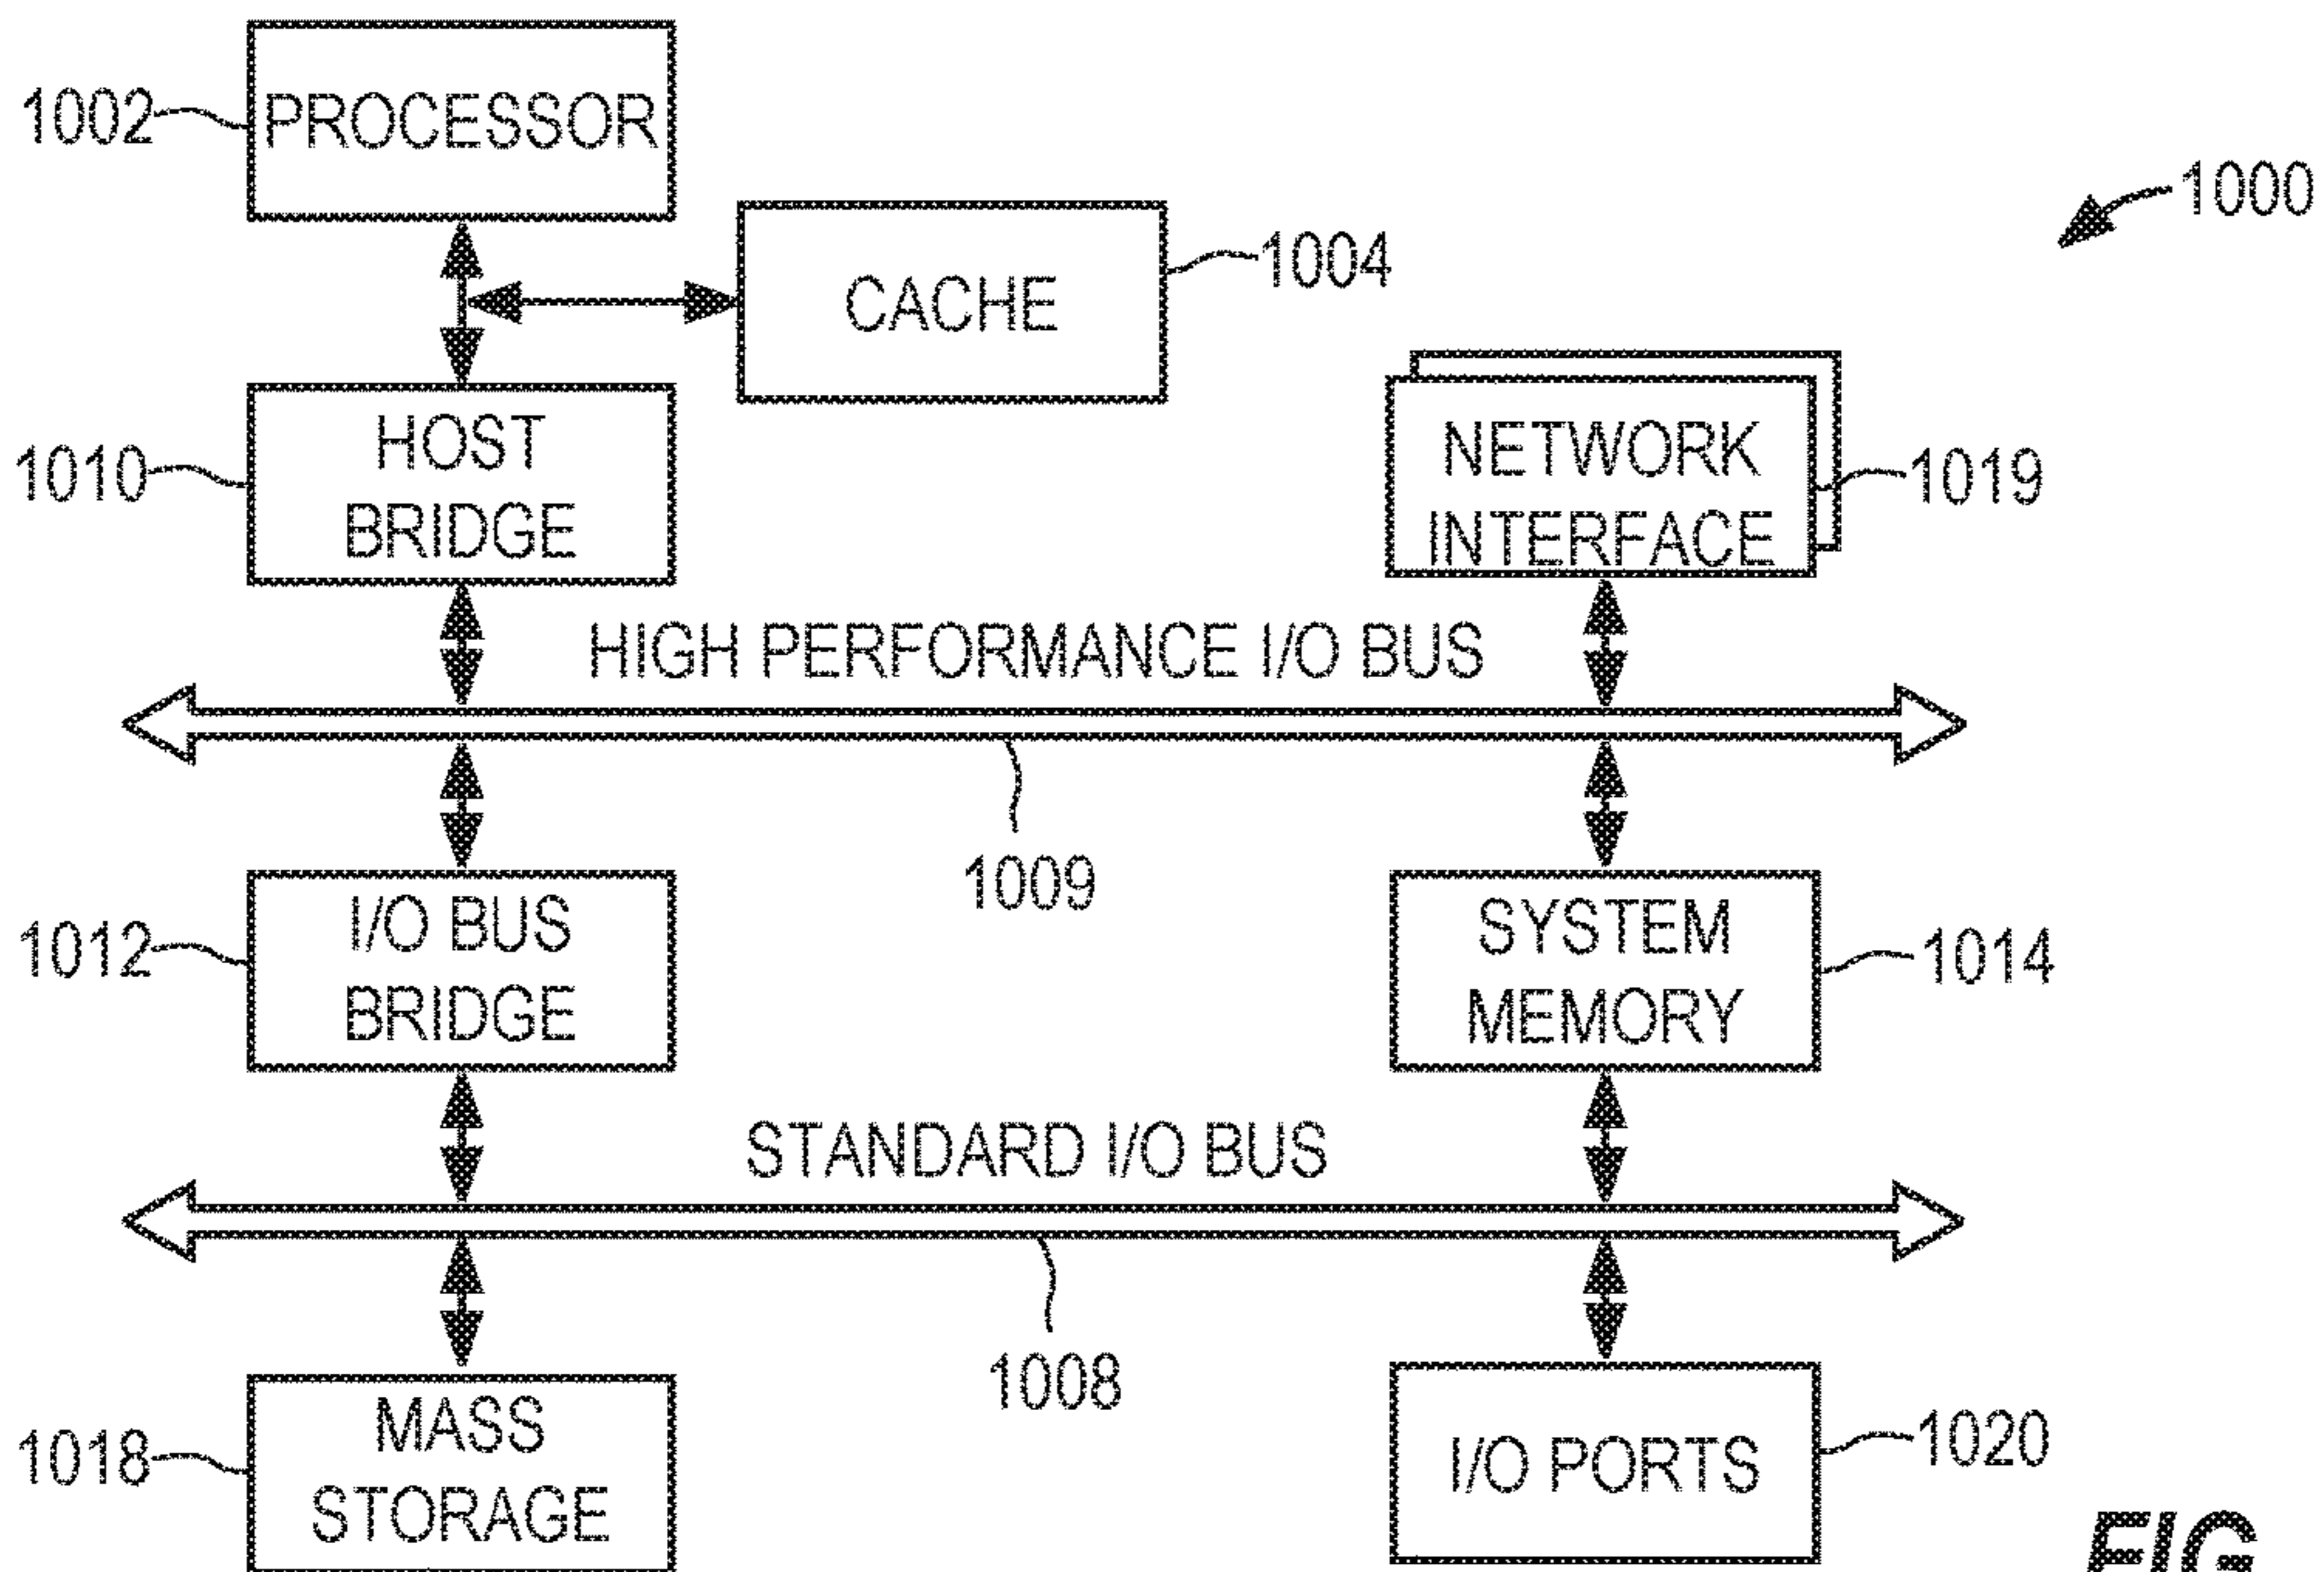 1002
PROCESSOR
1000
CACHE
1004
1010
HOST
BRIDGE
NETWORK
INTERFACE
1019
HIGH PERFORMANCE I/O BUS
1009
1012
I/O BUS
BRIDGE
SYSTEM
MEMORY
1014
STANDARD I/O BUS
1008
1018
MASS
STORAGE
I/O PORTS
1020
FIG